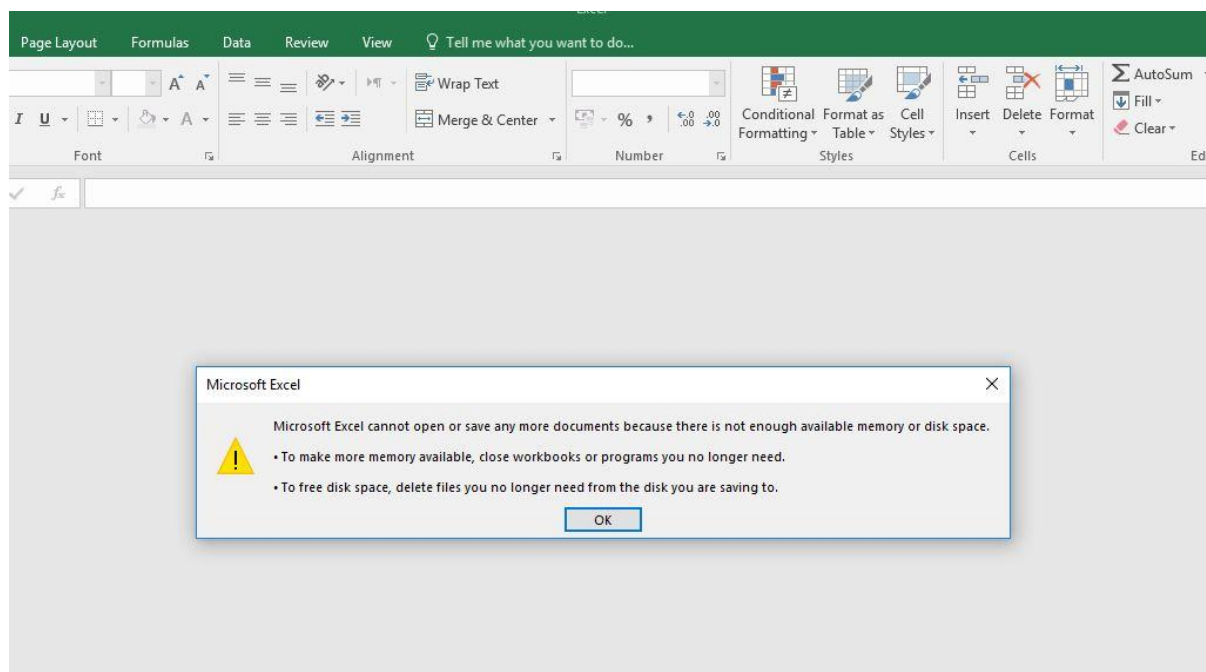 Excel
Page Layout Formulas Data Review View Tell me what you want to do...
A A Wrap Text AutoSum
Fill
I U A Merge & Center % , .0 .00 .00 .0 Conditional Formatting Format as Table Cell Styles Insert Delete Format Clear
Font Alignment Number Styles Cells Ed
fx
Microsoft Excel
Microsoft Excel cannot open or save any more documents because there is not enough available memory or disk space.
• To make more memory available, close workbooks or programs you no longer need.
• To free disk space, delete files you no longer need from the disk you are saving to.
OK